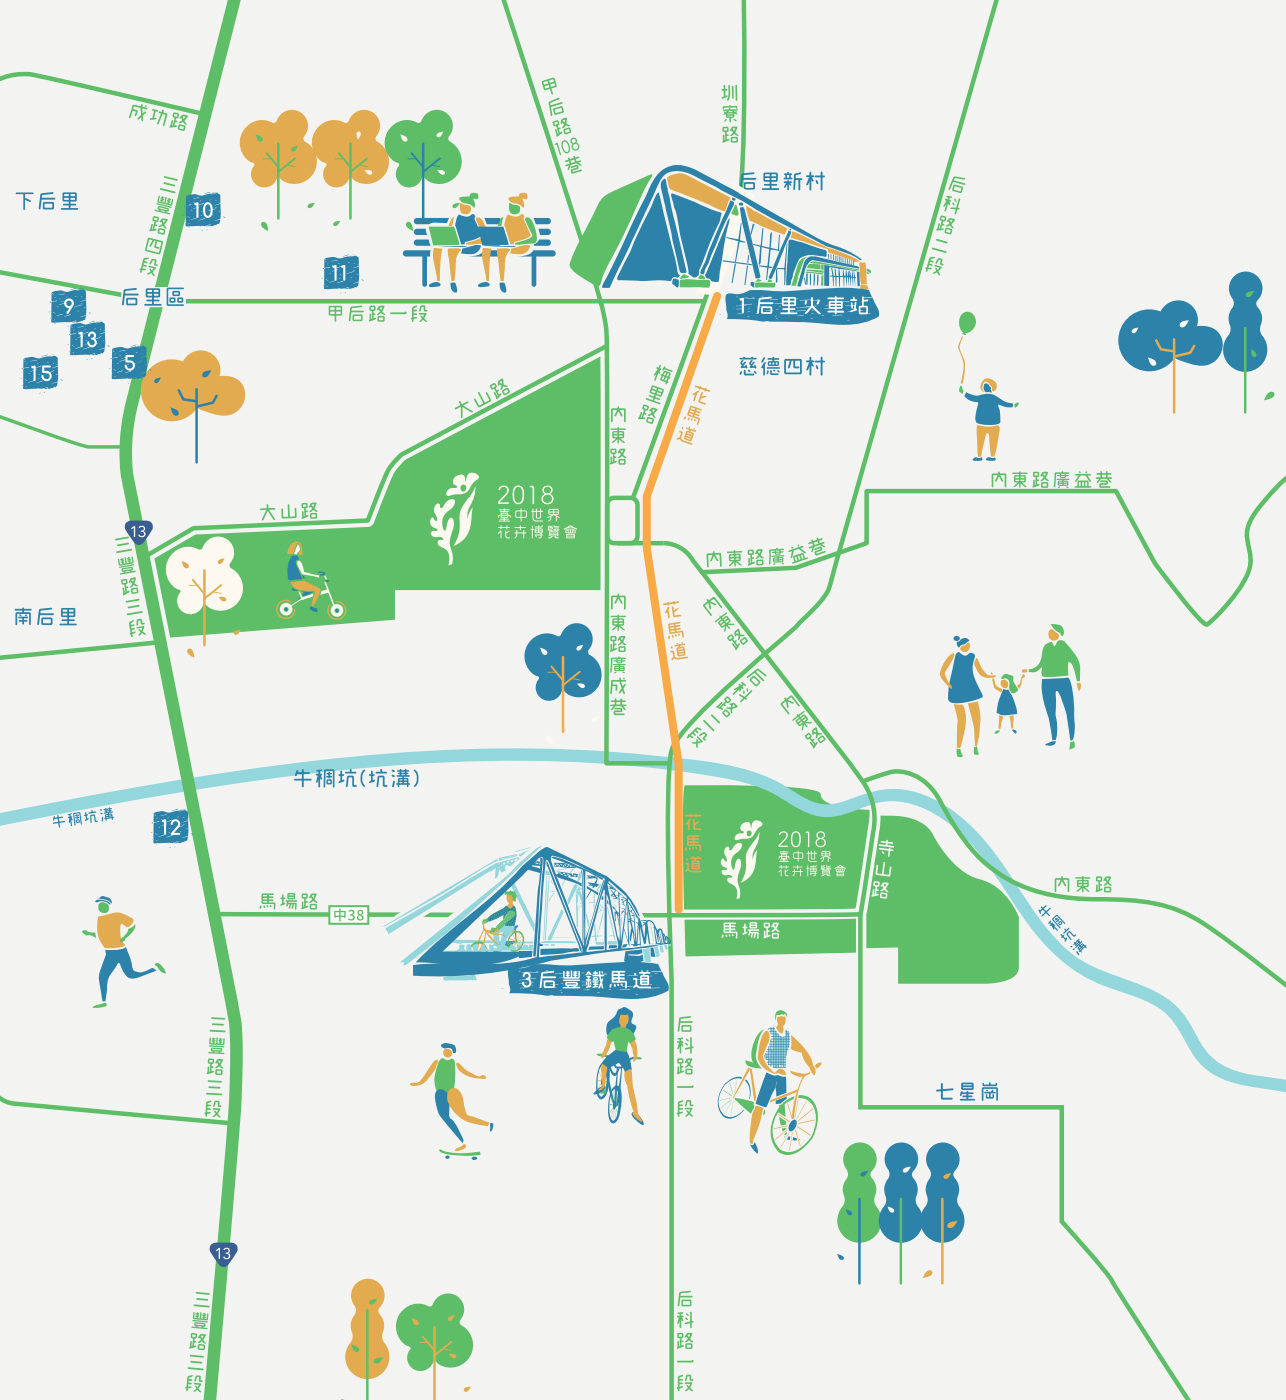 成功路
甲后路108巷
圳寮路
后里新村
后科路二段
下后里
三豐路四段
10
11
后里區
9
甲后路一段
1后里火車站
13
5
15
慈德四村
梅里路
花馬道
大山路
內東路
2018
臺中世界
花卉博覽會
內東路廣益巷
大山路
13
三豐路三段
內東路廣益巷
南后里
內東路廣成巷
花馬道
內東路
后科路二段
內東路
牛稠坑(坑溝)
牛稠坑溝
12
花馬道
2018
臺中世界
花卉博覽會
寺山路
內東路
馬場路
中38
馬場路
牛稠坑溝
3后豐鐵馬道
三豐路三段
后科路一段
七星崗
13
三豐路三段
后科路一段